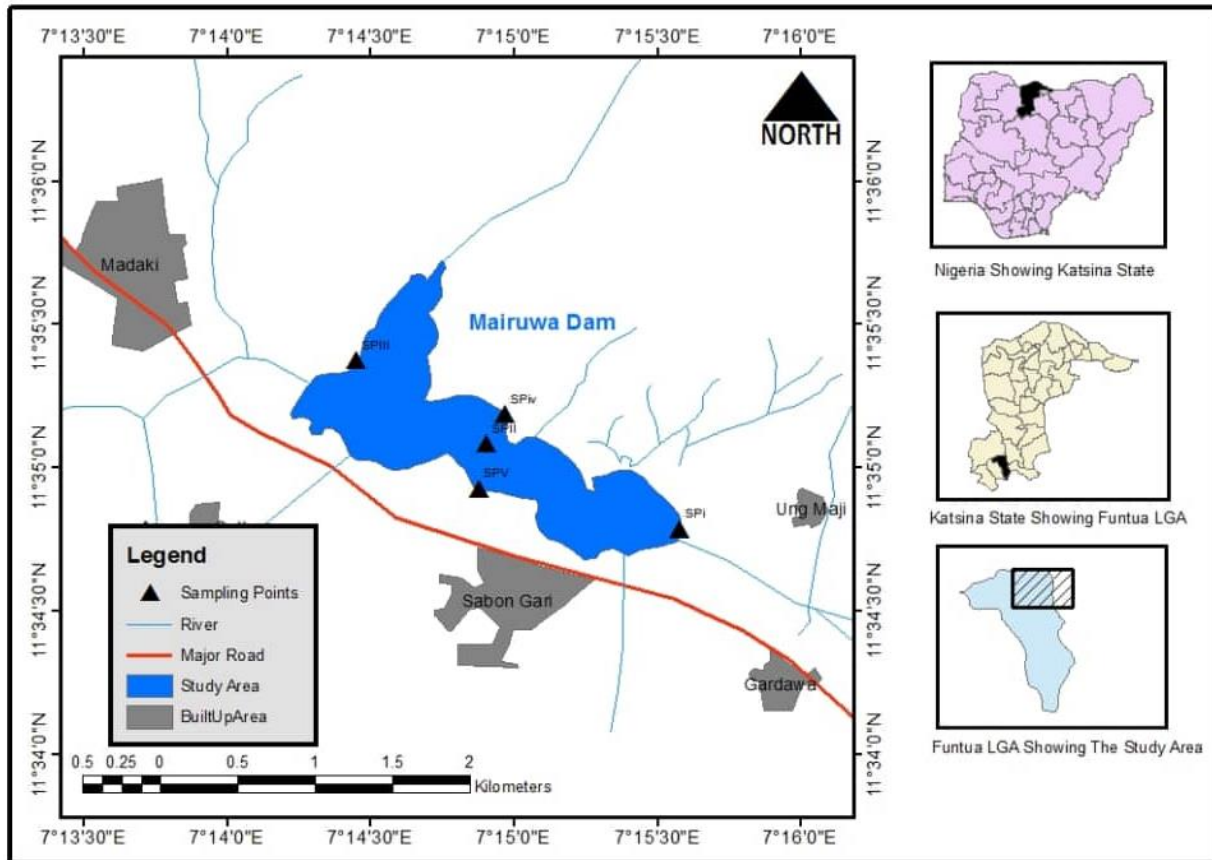 7°13'30"E 7°14'0"E 7°14'30"E 7°15'0"E 7°15'30"E 7°16'0"E
NORTH
11°36'0"N 11°36'0"N
Madaki
11°35'30"N 11°35'30"N
Mairuwa Dam
SPIII
SPiv
SPII
11°35'0"N 11°35'0"N
SPV
SPi
Ung Maji
Legend
Sampling Points
River
Major Road
Study Area
BuiltUpArea
Sabon Gari
11°34'30"N 11°34'30"N
Gardawa
11°34'0"N 11°34'0"N
0.5 0.25 0 0.5 1 1.5 2
Kilometers
7°13'30"E 7°14'0"E 7°14'30"E 7°15'0"E 7°15'30"E 7°16'0"E
Nigeria Showing Katsina State
Katsina State Showing Funtua LGA
Funtua LGA Showing The Study Area